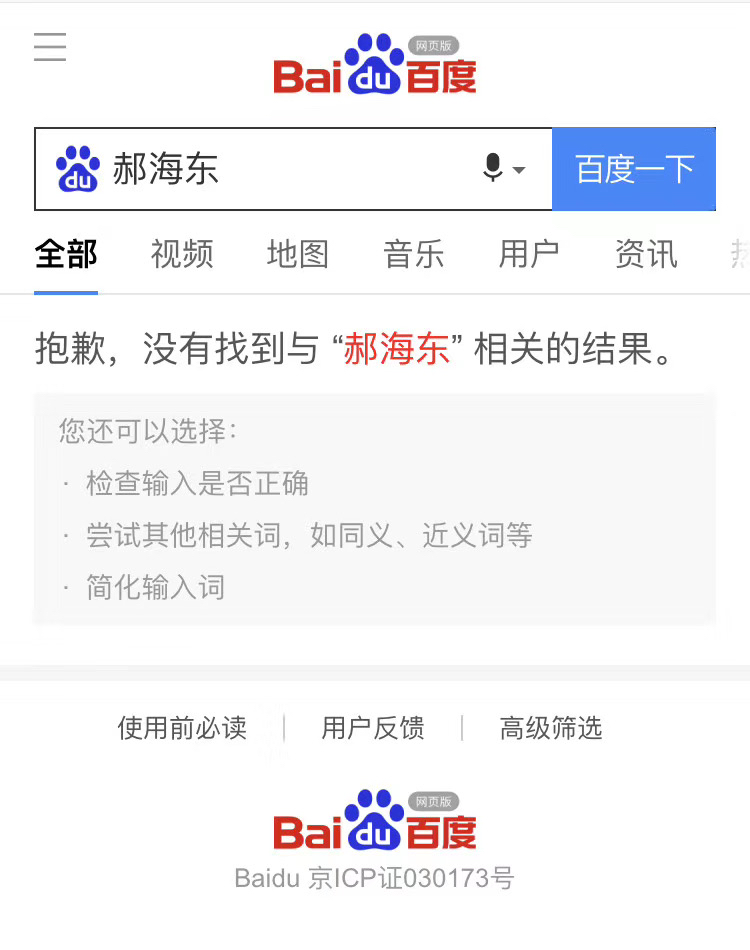 Bai du 百度 网页版
du 郝海东 百度一下
全部 视频 地图 音乐 用户 资讯
抱歉，没有找到与 “郝海东” 相关的结果。
您还可以选择：
· 检查输入是否正确
· 尝试其他相关词，如同义、近义词等
· 简化输入词
使用前必读 | 用户反馈 | 高级筛选
Bai du 百度 网页版
Baidu 京ICP证030173号